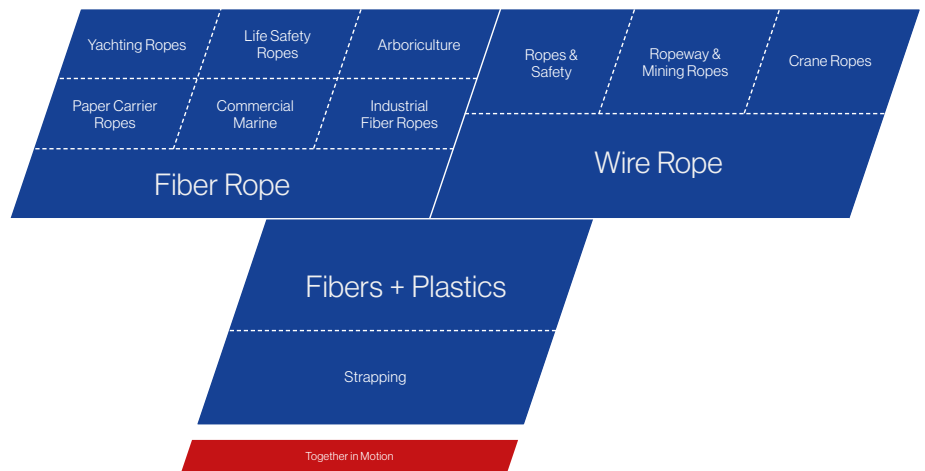 Yachting Ropes
Life Safety
Ropes
Arboriculture
Ropes &
Safety
Ropeway &
Mining Ropes
Crane Ropes
Paper Carrier
Ropes
Commercial
Marine
Industrial
Fiber Ropes
Fiber Rope
Wire Rope
Fibers + Plastics
Strapping
Together in Motion